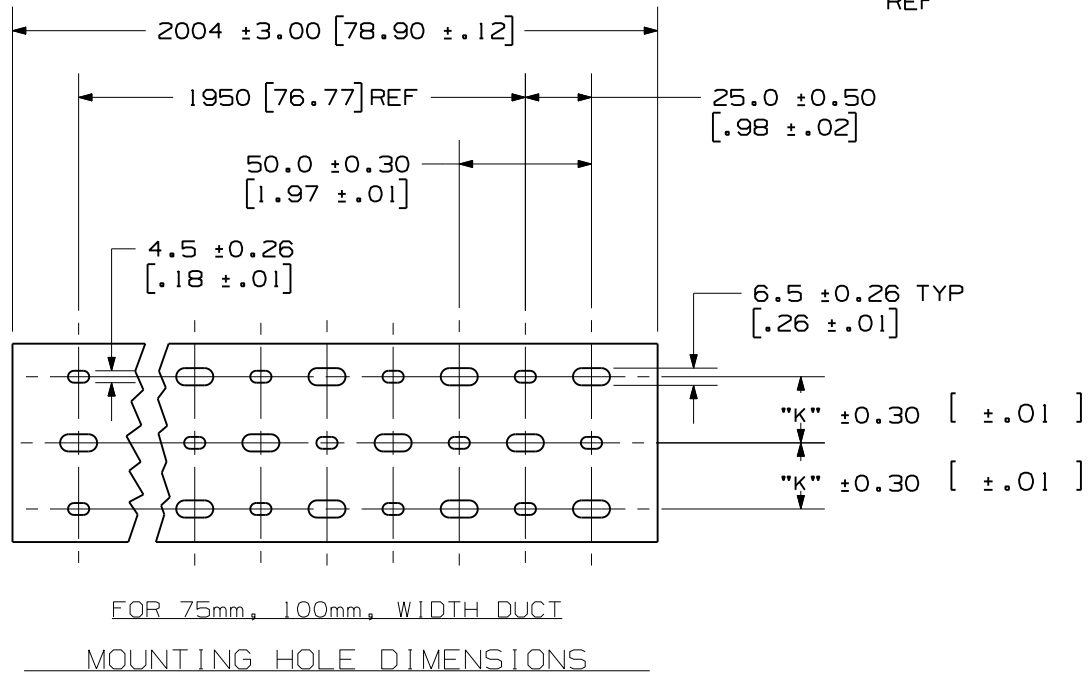 REF
2004 ±3.00 [78.90 ±.12]
1950 [76.77] REF
25.0 ±0.50
[.98 ±.02]
50.0 ±0.30
[1.97 ±.01]
4.5 ±0.26
[.18 ±.01]
6.5 ±0.26 TYP
[.26 ±.01]
"K" ±0.30 [ ±.01 ]
"K" ±0.30 [ ±.01 ]
FOR 75mm, 100mm, WIDTH DUCT
MOUNTING HOLE DIMENSIONS